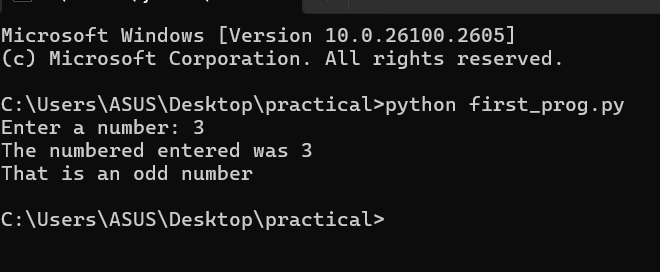 Microsoft Windows [Version 10.0.26100.2605]
(c) Microsoft Corporation. All rights reserved.
C:\Users\ASUS\Desktop\practical>python first_prog.py
Enter a number: 3
The numbered entered was 3
That is an odd number
C:\Users\ASUS\Desktop\practical>